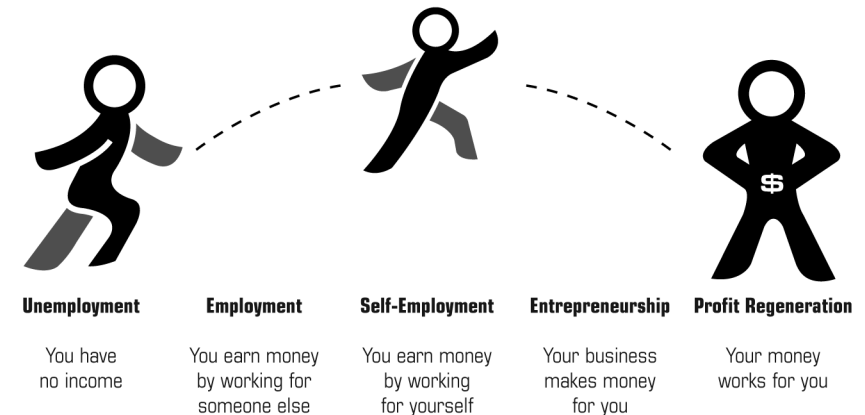 $
Unemployment
You have
no income
Employment
You earn money
by working for
someone else
Self-Employment
You earn money
by working
for yourself
Entrepreneurship
Your business
makes money
for you
Profit Regeneration
Your money
works for you